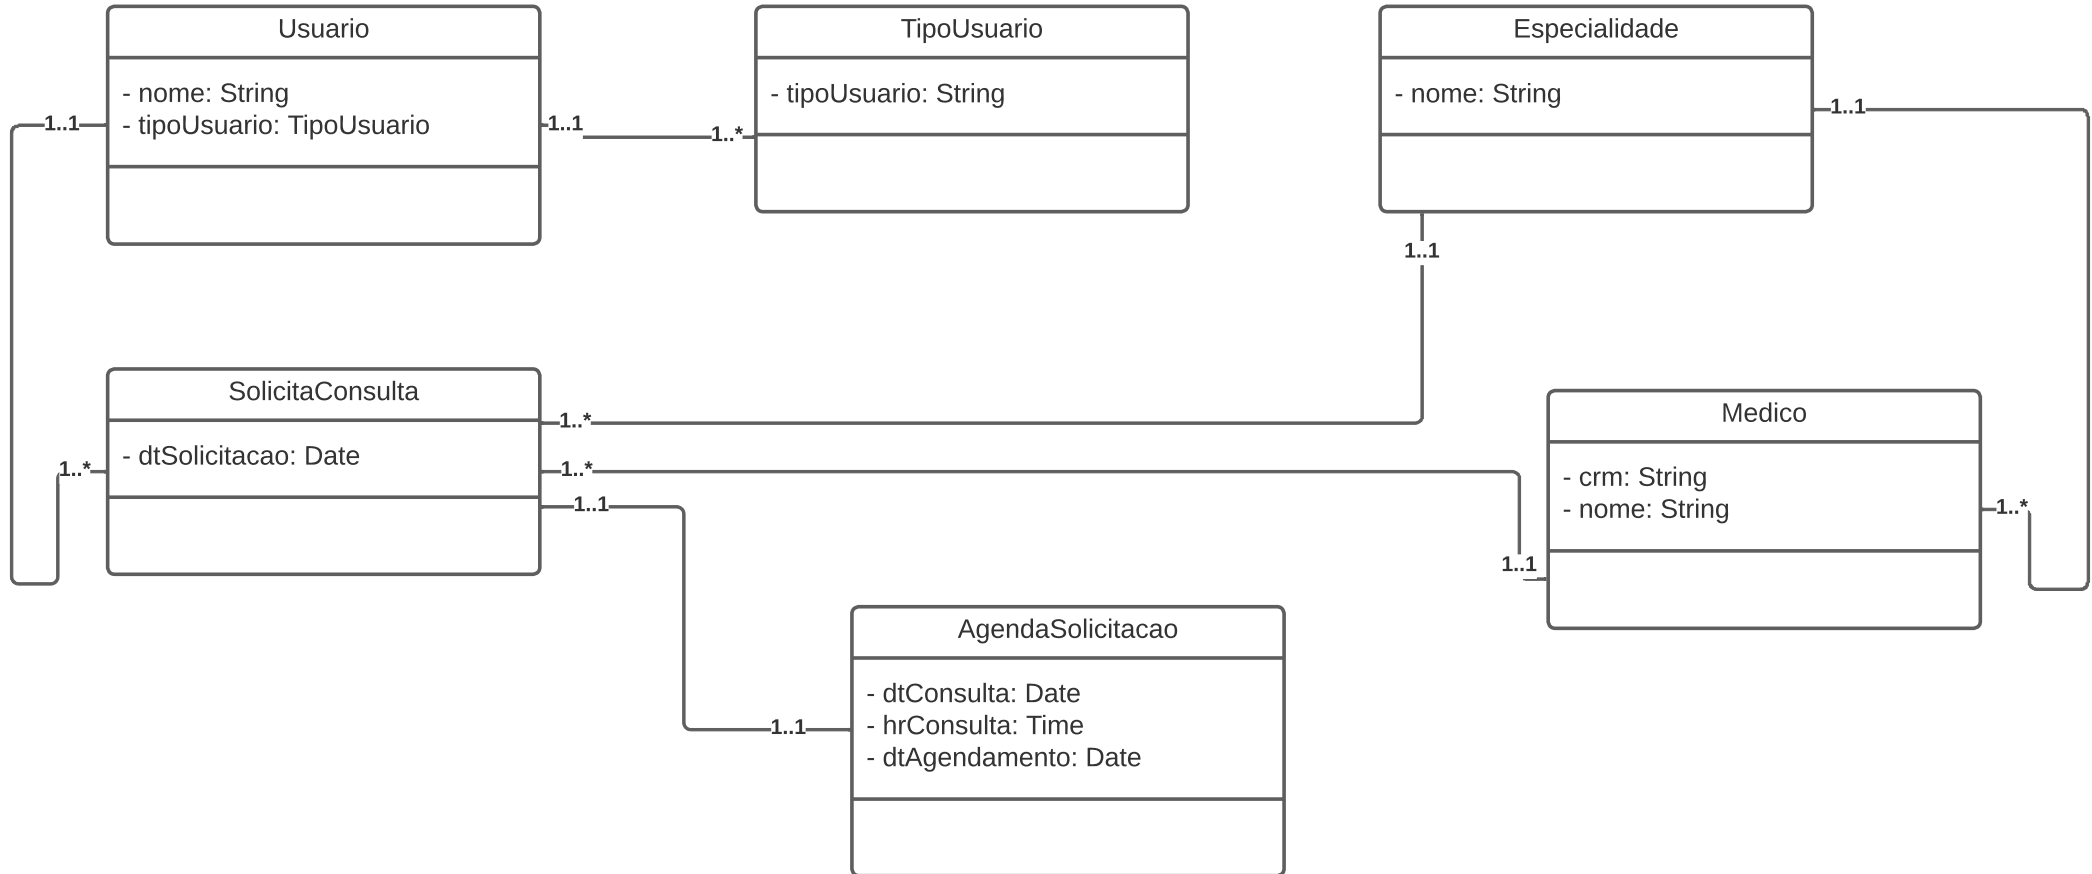 Usuario
- nome: String
- tipoUsuario: TipoUsuario
1..1
1..1
1..*
TipoUsuario
- tipoUsuario: String
Especialidade
- nome: String
1..1
1..1
SolicitaConsulta
- dtSolicitacao: Date
1..*
1..*
1..*
1..1
Medico
- crm: String
- nome: String
1..*
1..1
AgendaSolicitacao
- dtConsulta: Date
- hrConsulta: Time
- dtAgendamento: Date
1..1